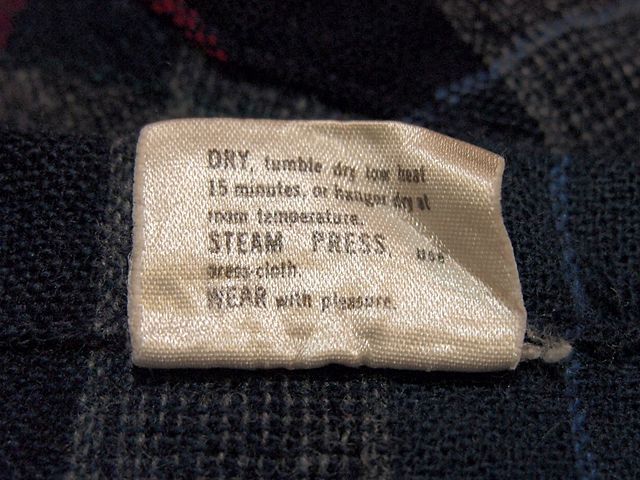 DRY, tumble dry low heat
15 minutes, or hangor dry at
room temperature.
STEAM PRESS, use
press-cloth.
WEAR with pleasure.